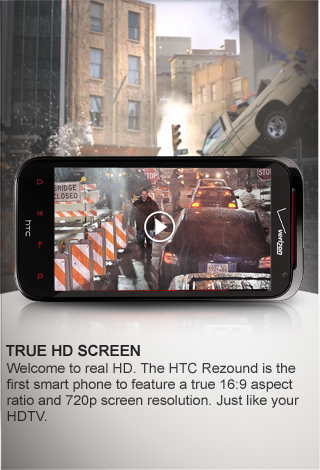 BRIDGE
CLOSED
STOP
STOP
hTC
verizon
TRUE HD SCREEN
Welcome to real HD. The HTC Rezound is the
first smart phone to feature a true 16:9 aspect
ratio and 720p screen resolution. Just like your
HDTV.